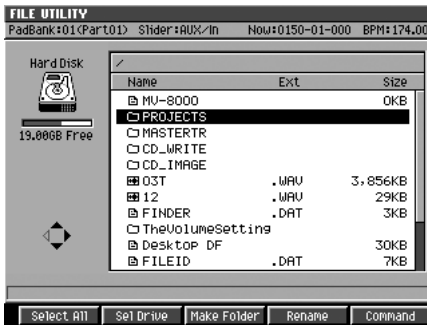 FILE UTILITY
PadBank:01(Part01) Slider:AUX/In Now:0150-01-000 BPM:174.00
Hard Disk
/
Name Ext Size
MV-8000 0KB
PROJECTS
MASTERTR
CD_WRITE
CD_IMAGE
03T .WAV 3,856KB
12 .WAV 29KB
FINDER .DAT 3KB
TheVolumeSetting
Desktop DF 30KB
FILEID .DAT 7KB
19.00GB Free
Select All Sel Drive Make Folder Rename Command